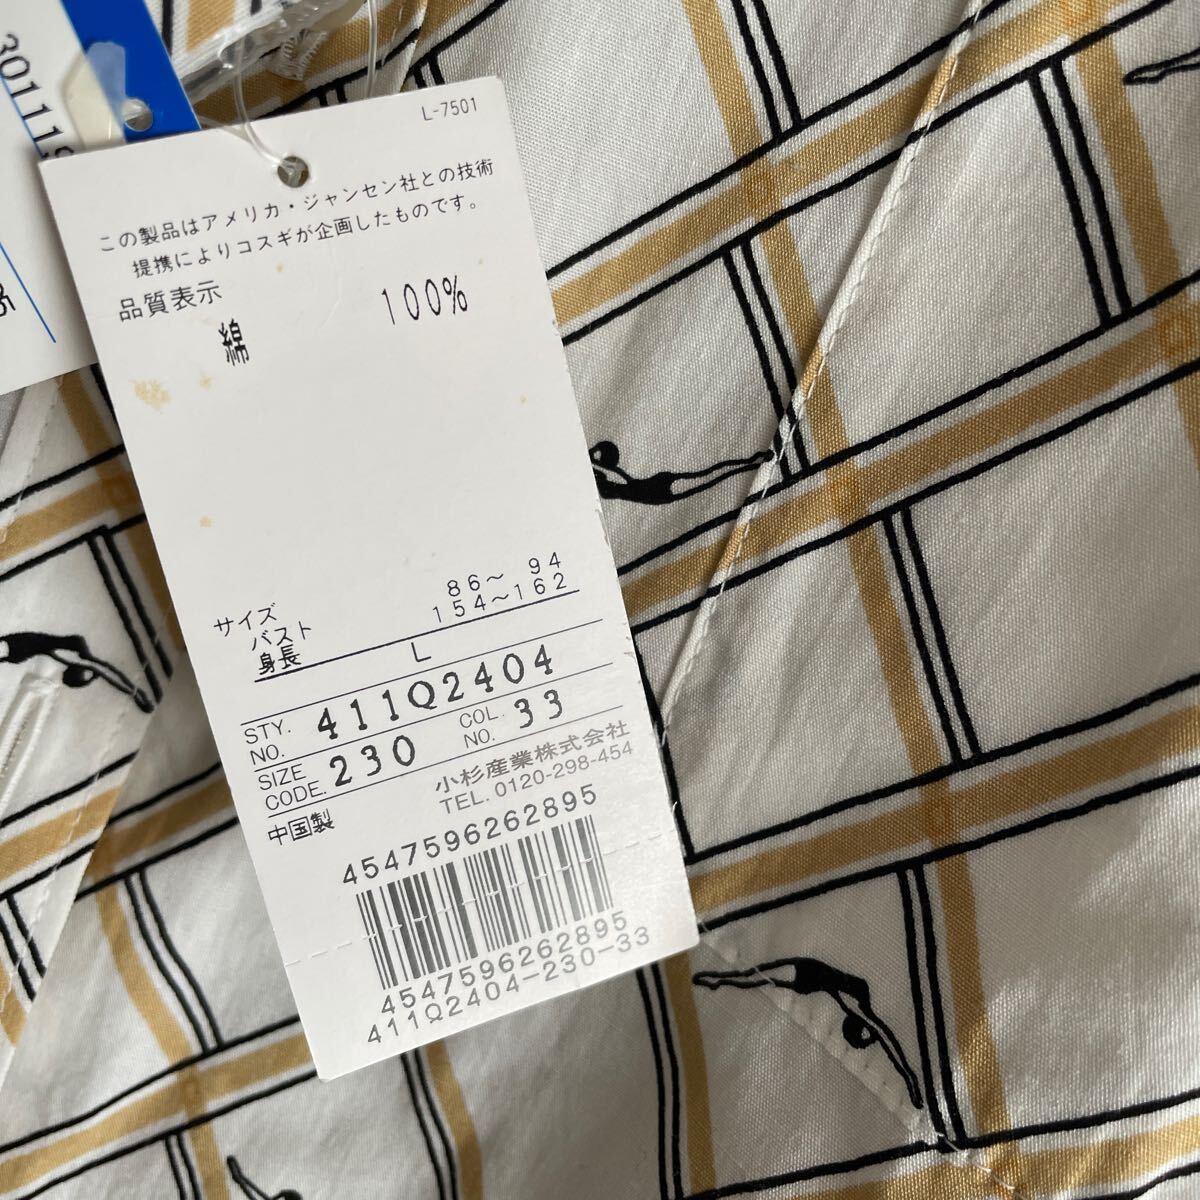 L-7501
この製品はアメリカ・ジャンセン社との技術
提携によりコスギが企画したものです。
品質表示
綿 100%
サイズ
バスト 86～ 94
身長 154～162
L
STY. NO. 411Q2404
SIZE CODE. 230 COL. NO. 33
小杉産業株式会社
TEL. 0120-298-454
中国製
4547596262895
4547596262895
411Q2404-230-33